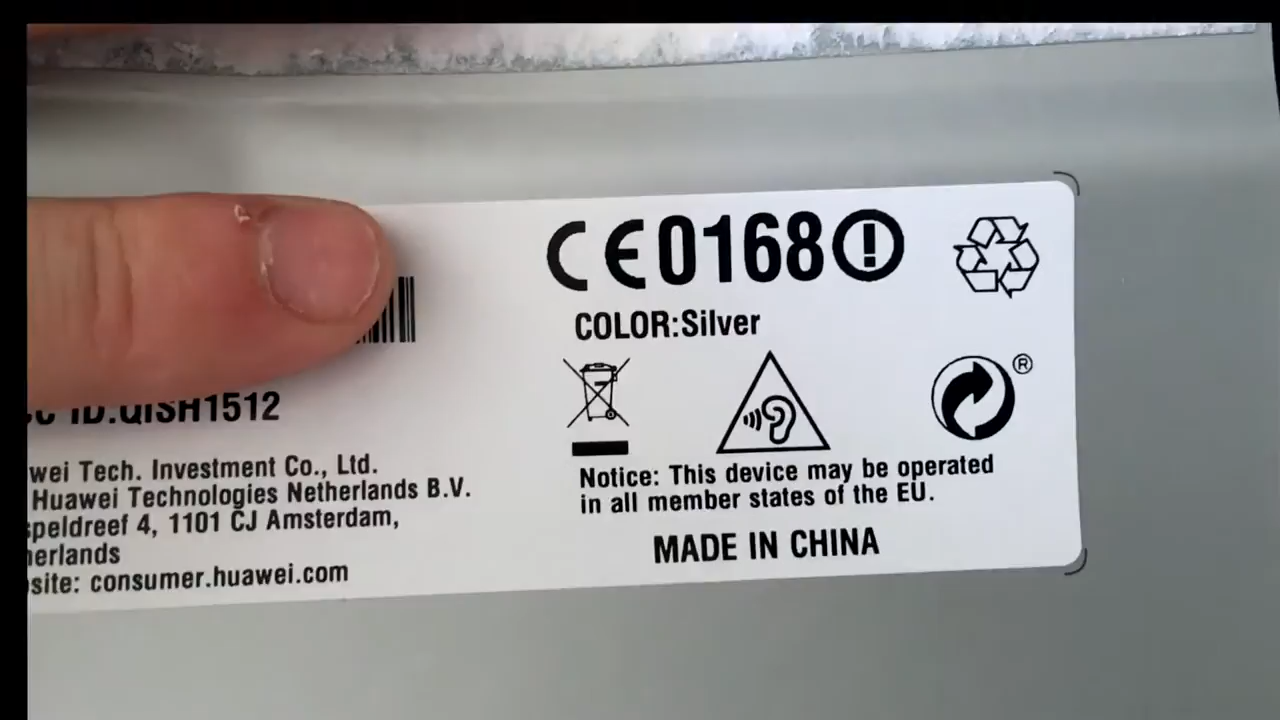 CE0168
COLOR:Silver
®
ID:QISH1512
wei Tech. Investment Co., Ltd.
Huawei Technologies Netherlands B.V.
speldreef 4, 1101 CJ Amsterdam,
herlands
site: consumer.huawei.com
Notice: This device may be operated
in all member states of the EU.
MADE IN CHINA